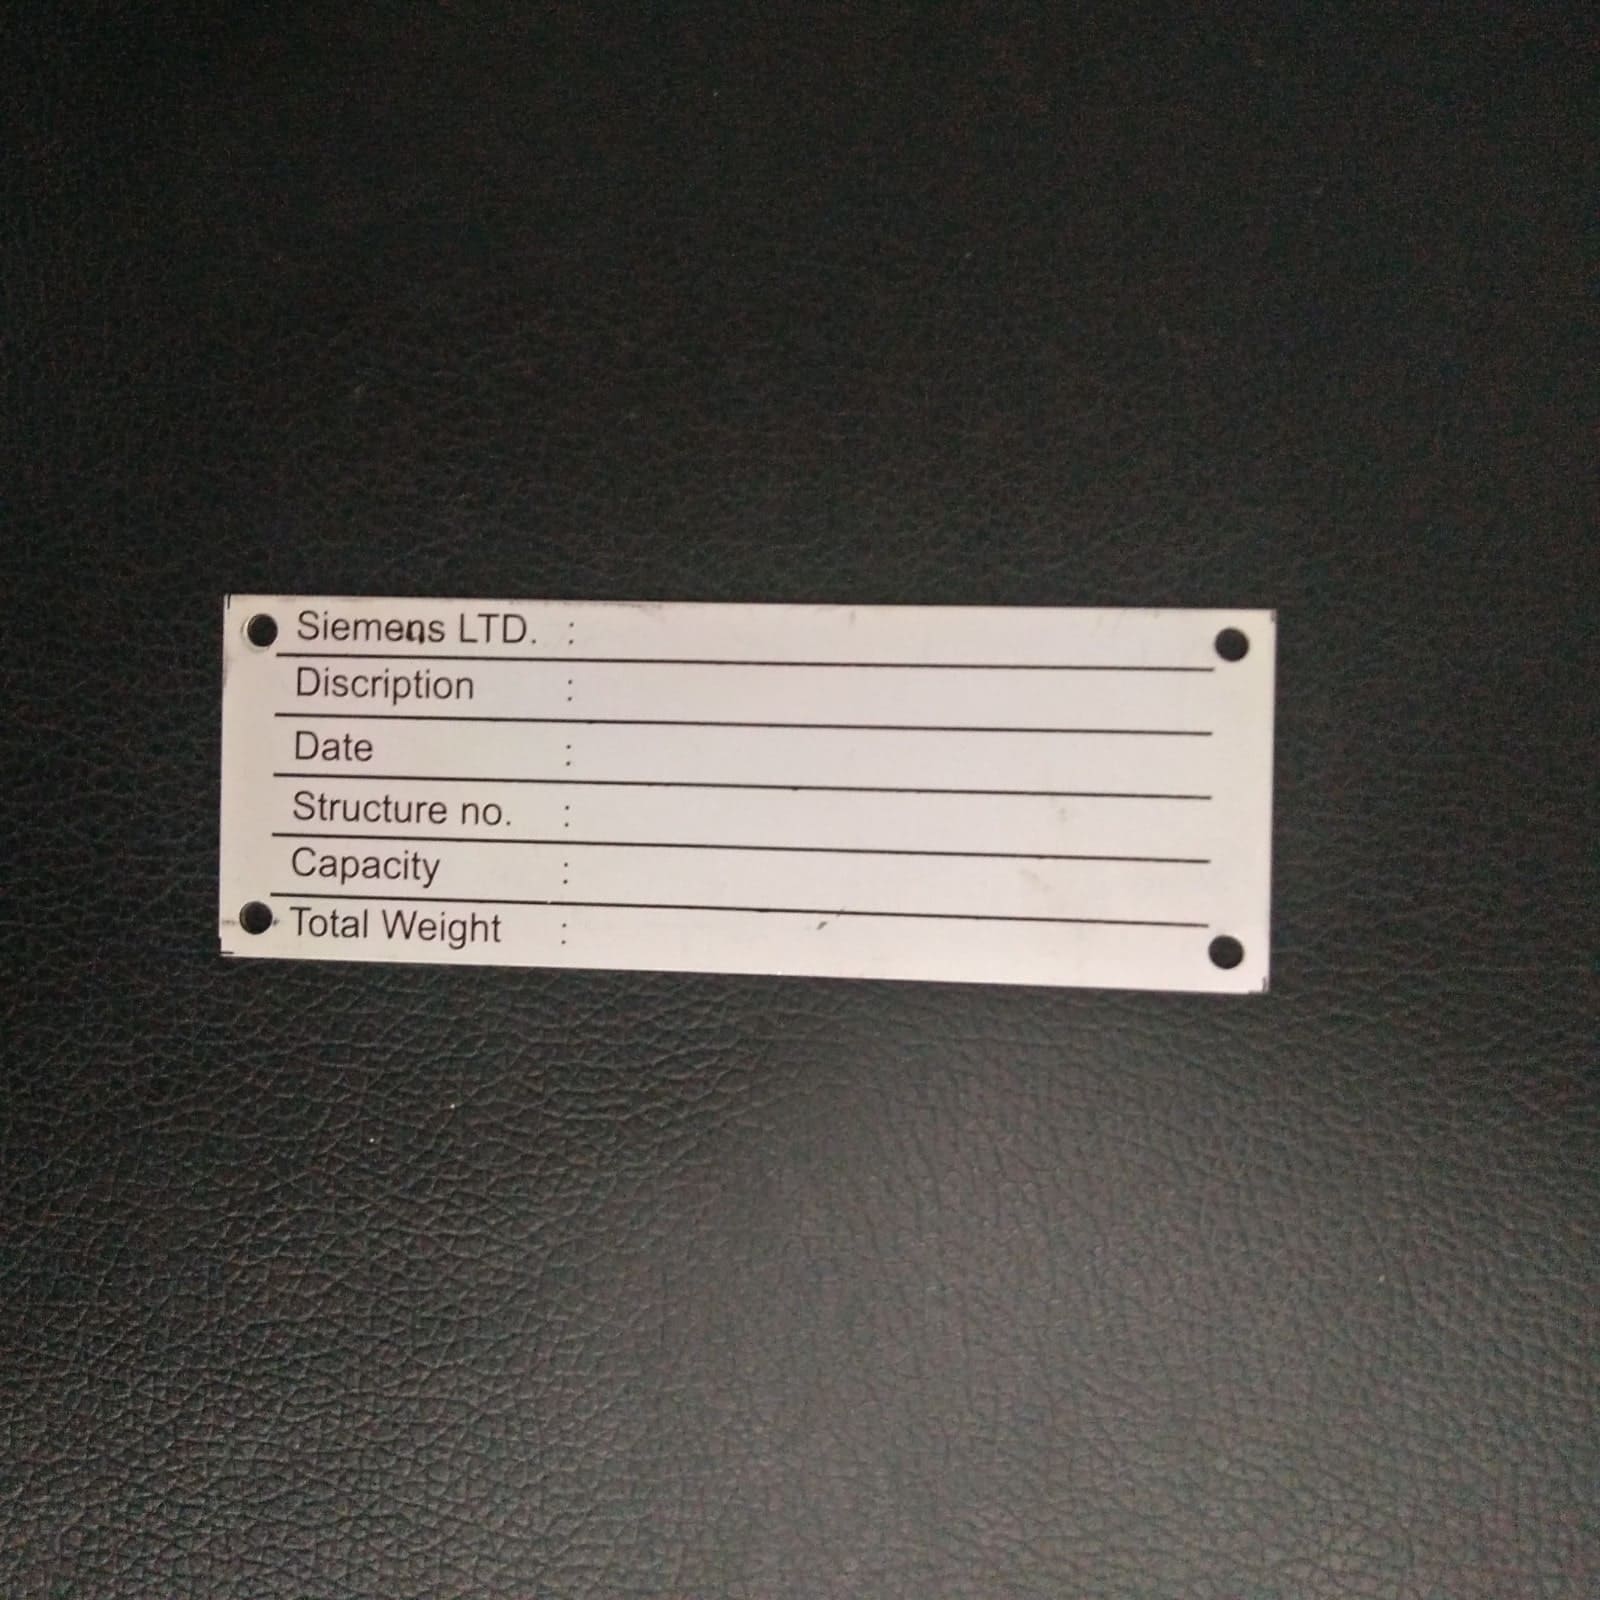 Siemens LTD. :
Discription :
Date :
Structure no. :
Capacity :
Total Weight :